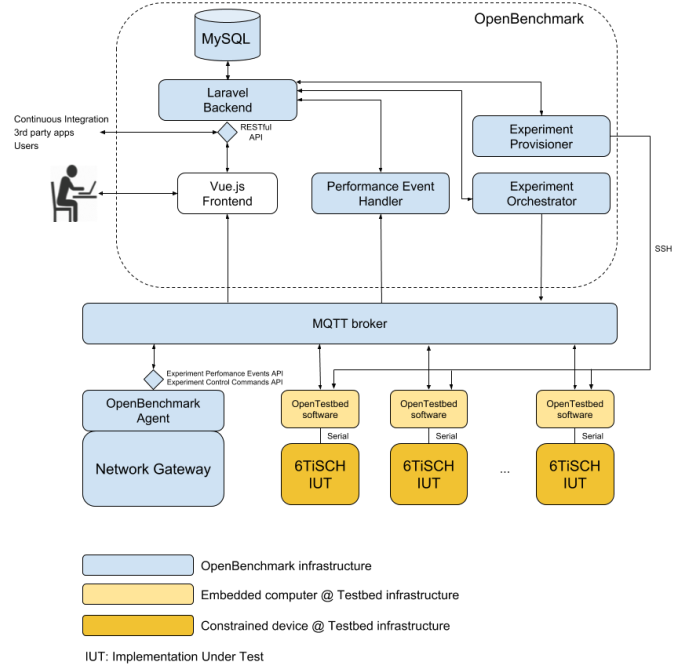 OpenBenchmark
MySQL
Laravel
Backend
Continuous Integration
3rd party apps
Users
RESTful
API
Experiment
Provisioner
Vue.js
Frontend
Performance Event
Handler
Experiment
Orchestrator
SSH
MQTT broker
Experiment Perfomance Events API
Experiment Control Commands API
OpenBenchmark
Agent
Network Gateway
OpenTestbed
software
Serial
6TiSCH
IUT
OpenTestbed
software
Serial
6TiSCH
IUT
...
OpenTestbed
software
Serial
6TiSCH
IUT
OpenBenchmark infrastructure
Embedded computer @ Testbed infrastructure
Constrained device @ Testbed infrastructure
IUT: Implementation Under Test